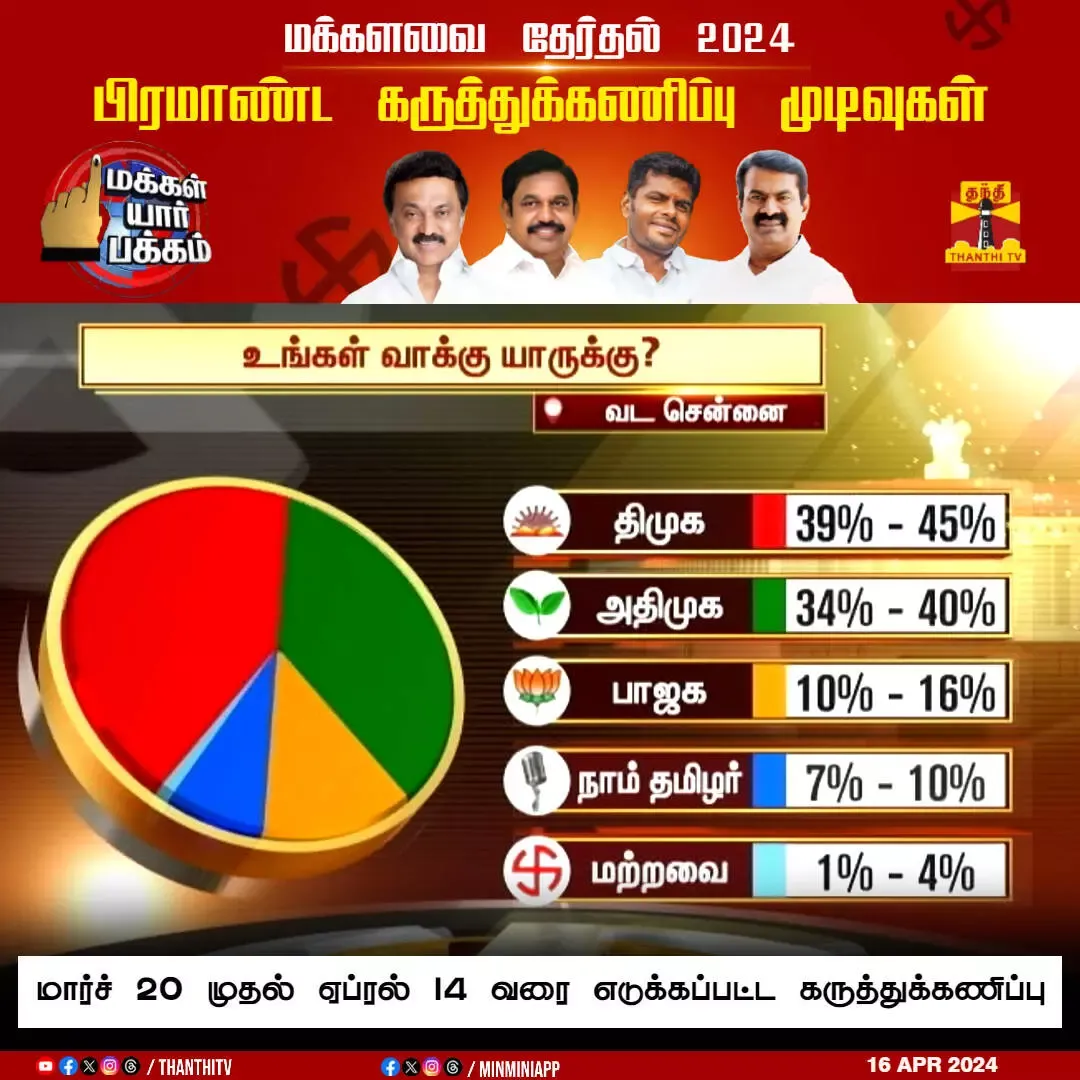 மக்களவை தேர்தல் 2024
பிரமாண்ட கருத்துக்கணிப்பு முடிவுகள்
மக்கள்
யார்
பக்கம்
தந்தி
THANTHI TV
உங்கள் வாக்கு யாருக்கு?
வட சென்னை
திமுக 39% - 45%
அதிமுக 34% - 40%
பாஜக 10% - 16%
நாம் தமிழர் 7% - 10%
மற்றவை 1% - 4%
மார்ச் 20 முதல் ஏப்ரல் 14 வரை எடுக்கப்பட்ட கருத்துக்கணிப்பு
/ THANTHITV / MINMINIAPP 16 APR 2024